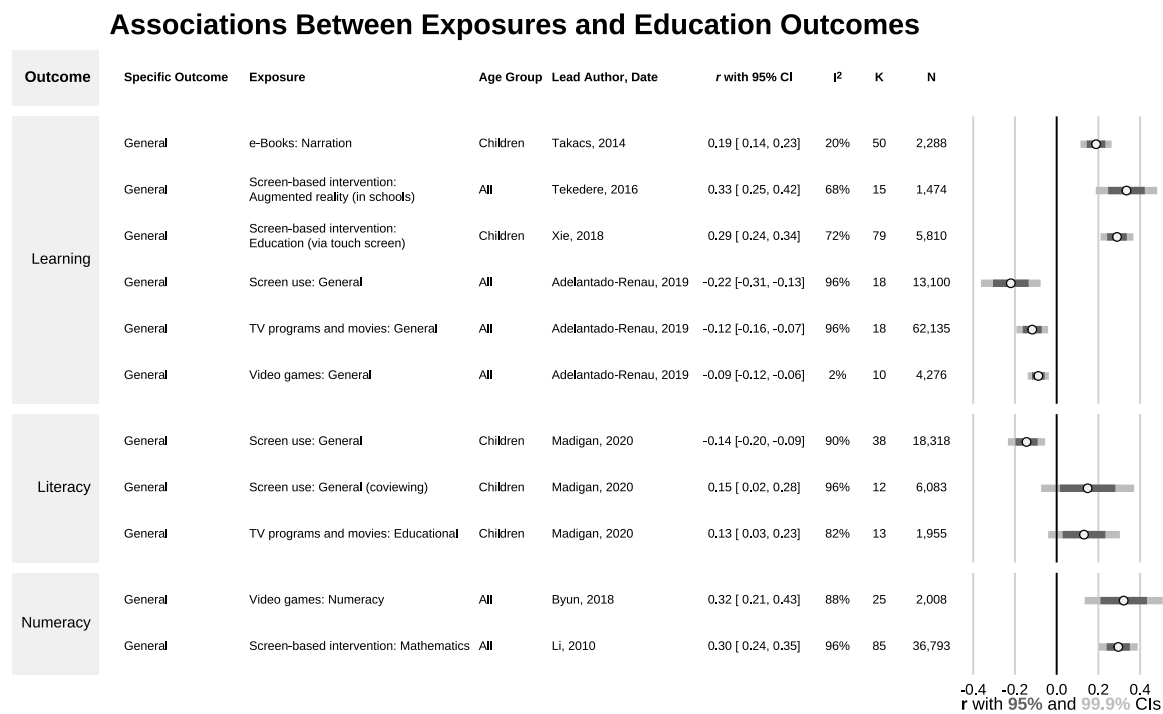 Associations Between Exposures and Education Outcomes
Outcome Specific Outcome Exposure Age Group Lead Author, Date r with 95% CI I² K N
Learning
General e-Books: Narration Children Takacs, 2014 0.19 [ 0.14, 0.23] 20% 50 2,288
General Screen-based intervention: Augmented reality (in schools) All Tekedere, 2016 0.33 [ 0.25, 0.42] 68% 15 1,474
General Screen-based intervention: Education (via touch screen) Children Xie, 2018 0.29 [ 0.24, 0.34] 72% 79 5,810
General Screen use: General All Adelantado-Renau, 2019 -0.22 [-0.31, -0.13] 96% 18 13,100
General TV programs and movies: General All Adelantado-Renau, 2019 -0.12 [-0.16, -0.07] 96% 18 62,135
General Video games: General All Adelantado-Renau, 2019 -0.09 [-0.12, -0.06] 2% 10 4,276
Literacy
General Screen use: General Children Madigan, 2020 -0.14 [-0.20, -0.09] 90% 38 18,318
General Screen use: General (coviewing) Children Madigan, 2020 0.15 [ 0.02, 0.28] 96% 12 6,083
General TV programs and movies: Educational Children Madigan, 2020 0.13 [ 0.03, 0.23] 82% 13 1,955
Numeracy
General Video games: Numeracy All Byun, 2018 0.32 [ 0.21, 0.43] 88% 25 2,008
General Screen-based intervention: Mathematics All Li, 2010 0.30 [ 0.24, 0.35] 96% 85 36,793
-0.4 -0.2 0.0 0.2 0.4
r with 95% and 99.9% CIs